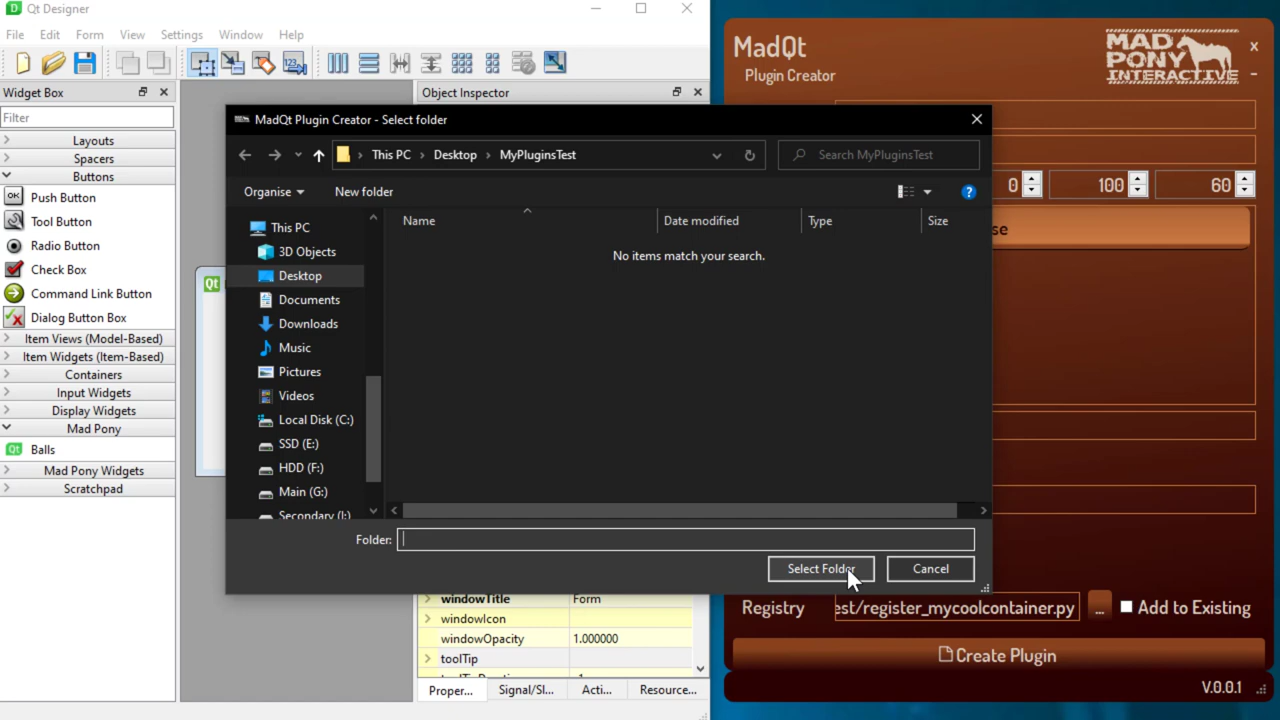 Qt Designer
File Edit Form View Settings Window Help
Widget Box
Filter
Layouts
Spacers
Buttons
Push Button
Tool Button
Radio Button
Check Box
Command Link Button
Dialog Button Box
Item Views (Model-Based)
Item Widgets (Item-Based)
Containers
Input Widgets
Display Widgets
Mad Pony
Balls
Mad Pony Widgets
Scratchpad
Object Inspector
MadQt Plugin Creator - Select folder
This PC Desktop MyPluginsTest
Search MyPluginsTest
Organise New folder
This PC
3D Objects
Desktop
Documents
Downloads
Music
Pictures
Videos
Local Disk (C:)
SSD (E:)
HDD (F:)
Main (G:)
Secondary (I:)
Name Date modified Type Size
No items match your search.
Folder:
Select Folder Cancel
windowTitle Form
windowIcon
windowOpacity 1.000000
toolTip
Proper... Signal/Sl... Acti... Resource...
MadQt
Plugin Creator
MAD
PONY
INTERACTIVE
x
-
0 100 60
se
Registry est/register_mycoolcontainer.py ... Add to Existing
Create Plugin
V.0.0.1